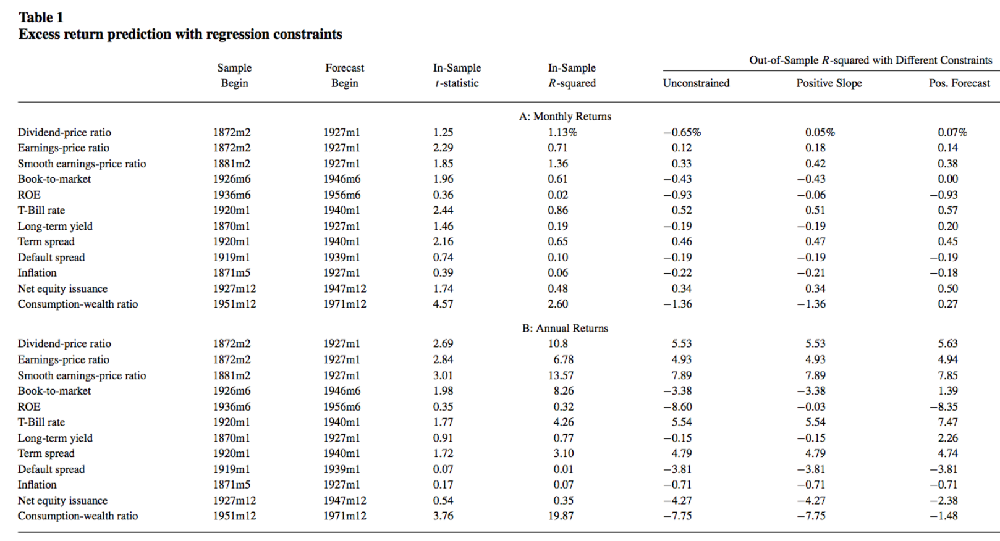 Table 1
Excess return prediction with regression constraints
Out-of-Sample R-squared with Different Constraints
Sample Forecast In-Sample In-Sample
Begin Begin t-statistic R-squared Unconstrained Positive Slope Pos. Forecast
A: Monthly Returns
Dividend-price ratio 1872m2 1927m1 1.25 1.13% −0.65% 0.05% 0.07%
Earnings-price ratio 1872m2 1927m1 2.29 0.71 0.12 0.18 0.14
Smooth earnings-price ratio 1881m2 1927m1 1.85 1.36 0.33 0.42 0.38
Book-to-market 1926m6 1946m6 1.96 0.61 −0.43 −0.43 0.00
ROE 1936m6 1956m6 0.36 0.02 −0.93 −0.06 −0.93
T-Bill rate 1920m1 1940m1 2.44 0.86 0.52 0.51 0.57
Long-term yield 1870m1 1927m1 1.46 0.19 −0.19 −0.19 0.20
Term spread 1920m1 1940m1 2.16 0.65 0.46 0.47 0.45
Default spread 1919m1 1939m1 0.74 0.10 −0.19 −0.19 −0.19
Inflation 1871m5 1927m1 0.39 0.06 −0.22 −0.21 −0.18
Net equity issuance 1927m12 1947m12 1.74 0.48 0.34 0.34 0.50
Consumption-wealth ratio 1951m12 1971m12 4.57 2.60 −1.36 −1.36 0.27
B: Annual Returns
Dividend-price ratio 1872m2 1927m1 2.69 10.8 5.53 5.53 5.63
Earnings-price ratio 1872m2 1927m1 2.84 6.78 4.93 4.93 4.94
Smooth earnings-price ratio 1881m2 1927m1 3.01 13.57 7.89 7.89 7.85
Book-to-market 1926m6 1946m6 1.98 8.26 −3.38 −3.38 1.39
ROE 1936m6 1956m6 0.35 0.32 −8.60 −0.03 −8.35
T-Bill rate 1920m1 1940m1 1.77 4.26 5.54 5.54 7.47
Long-term yield 1870m1 1927m1 0.91 0.77 −0.15 −0.15 2.26
Term spread 1920m1 1940m1 1.72 3.10 4.79 4.79 4.74
Default spread 1919m1 1939m1 0.07 0.01 −3.81 −3.81 −3.81
Inflation 1871m5 1927m1 0.17 0.07 −0.71 −0.71 −0.71
Net equity issuance 1927m12 1947m12 0.54 0.35 −4.27 −4.27 −2.38
Consumption-wealth ratio 1951m12 1971m12 3.76 19.87 −7.75 −7.75 −1.48